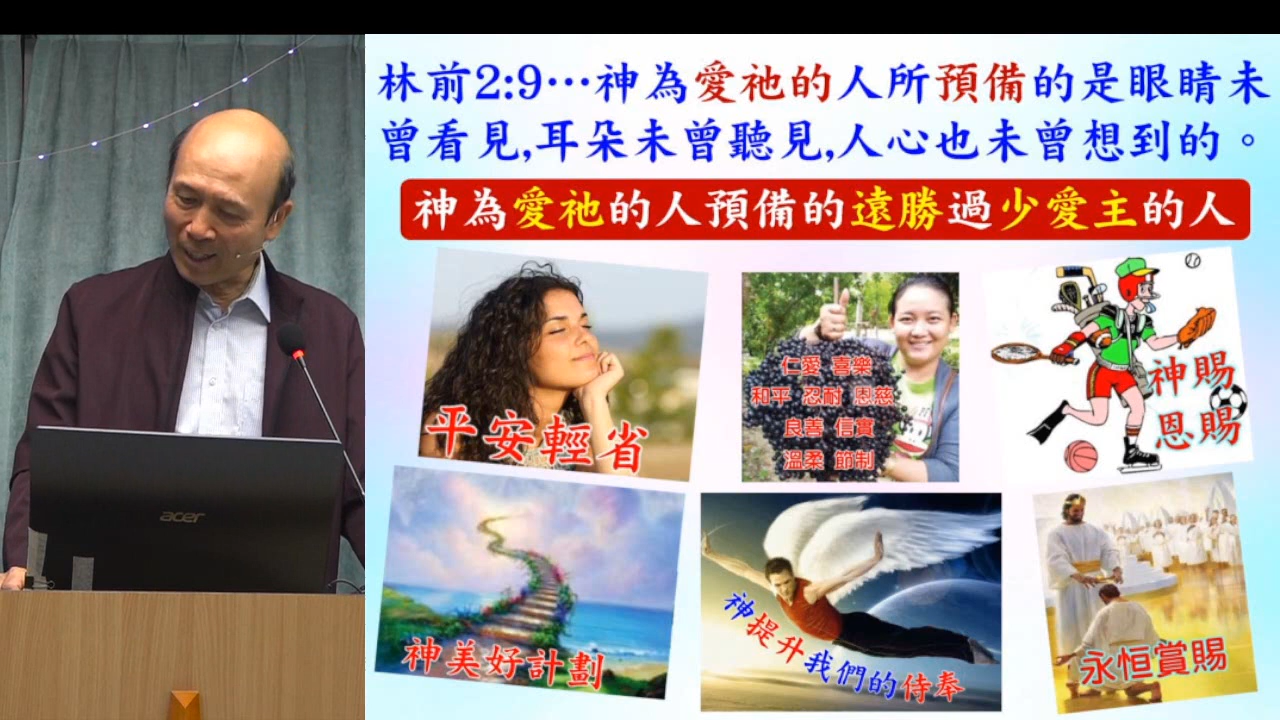 林前2:9…神為愛祂的人所預備的是眼睛未
曾看見,耳朵未曾聽見,人心也未曾想到的。
神為愛祂的人預備的遠勝過少愛主的人
平安輕省
仁愛 喜樂
和平 忍耐 恩慈
良善 信實
溫柔 節制
神賜
恩賜
神美好計劃
神提升我們的侍奉
永恒賞賜
acer